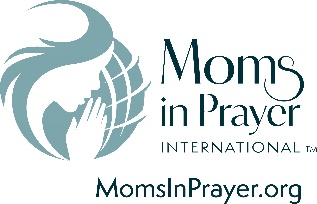 Moms
in Prayer
INTERNATIONAL TM
MomsInPrayer.org